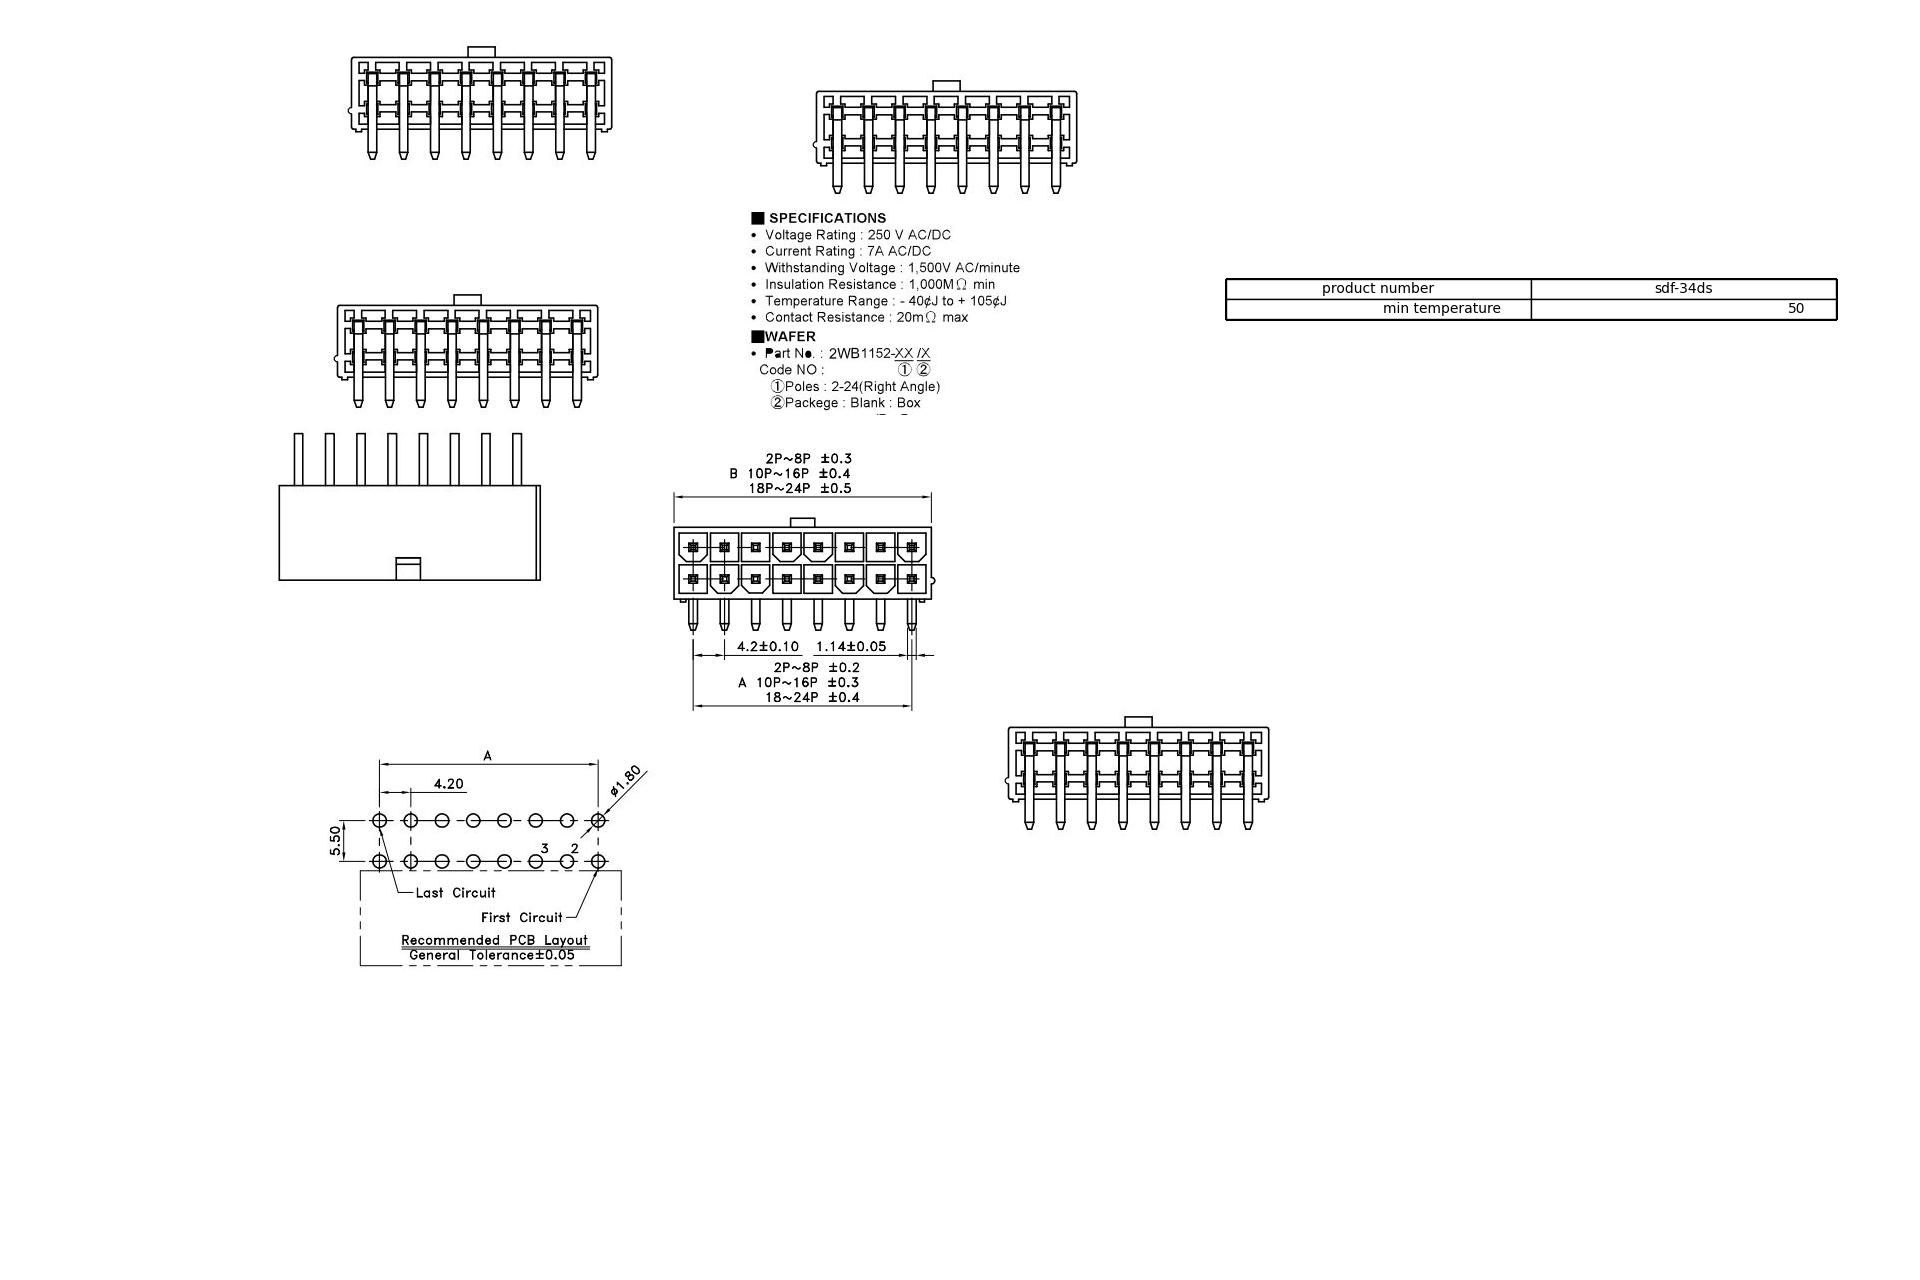 ■ SPECIFICATIONS
• Voltage Rating : 250 V AC/DC
• Current Rating : 7A AC/DC
• Withstanding Voltage : 1,500V AC/minute
• Insulation Resistance : 1,000MΩ min
• Temperature Range : - 40¢J to + 105¢J
• Contact Resistance : 20mΩ max
■WAFER
• Part No. : 2WB1152-XX /X
Code NO : ① ②
①Poles : 2-24(Right Angle)
②Packege : Blank : Box
product number sdf-34ds
min temperature 50
2P~8P ±0.3
B 10P~16P ±0.4
18P~24P ±0.5
4.2±0.10 1.14±0.05
2P~8P ±0.2
A 10P~16P ±0.3
18~24P ±0.4
A
4.20
ø1.80
5.50
3 2
Last Circuit
First Circuit
Recommended PCB Layout
General Tolerance±0.05